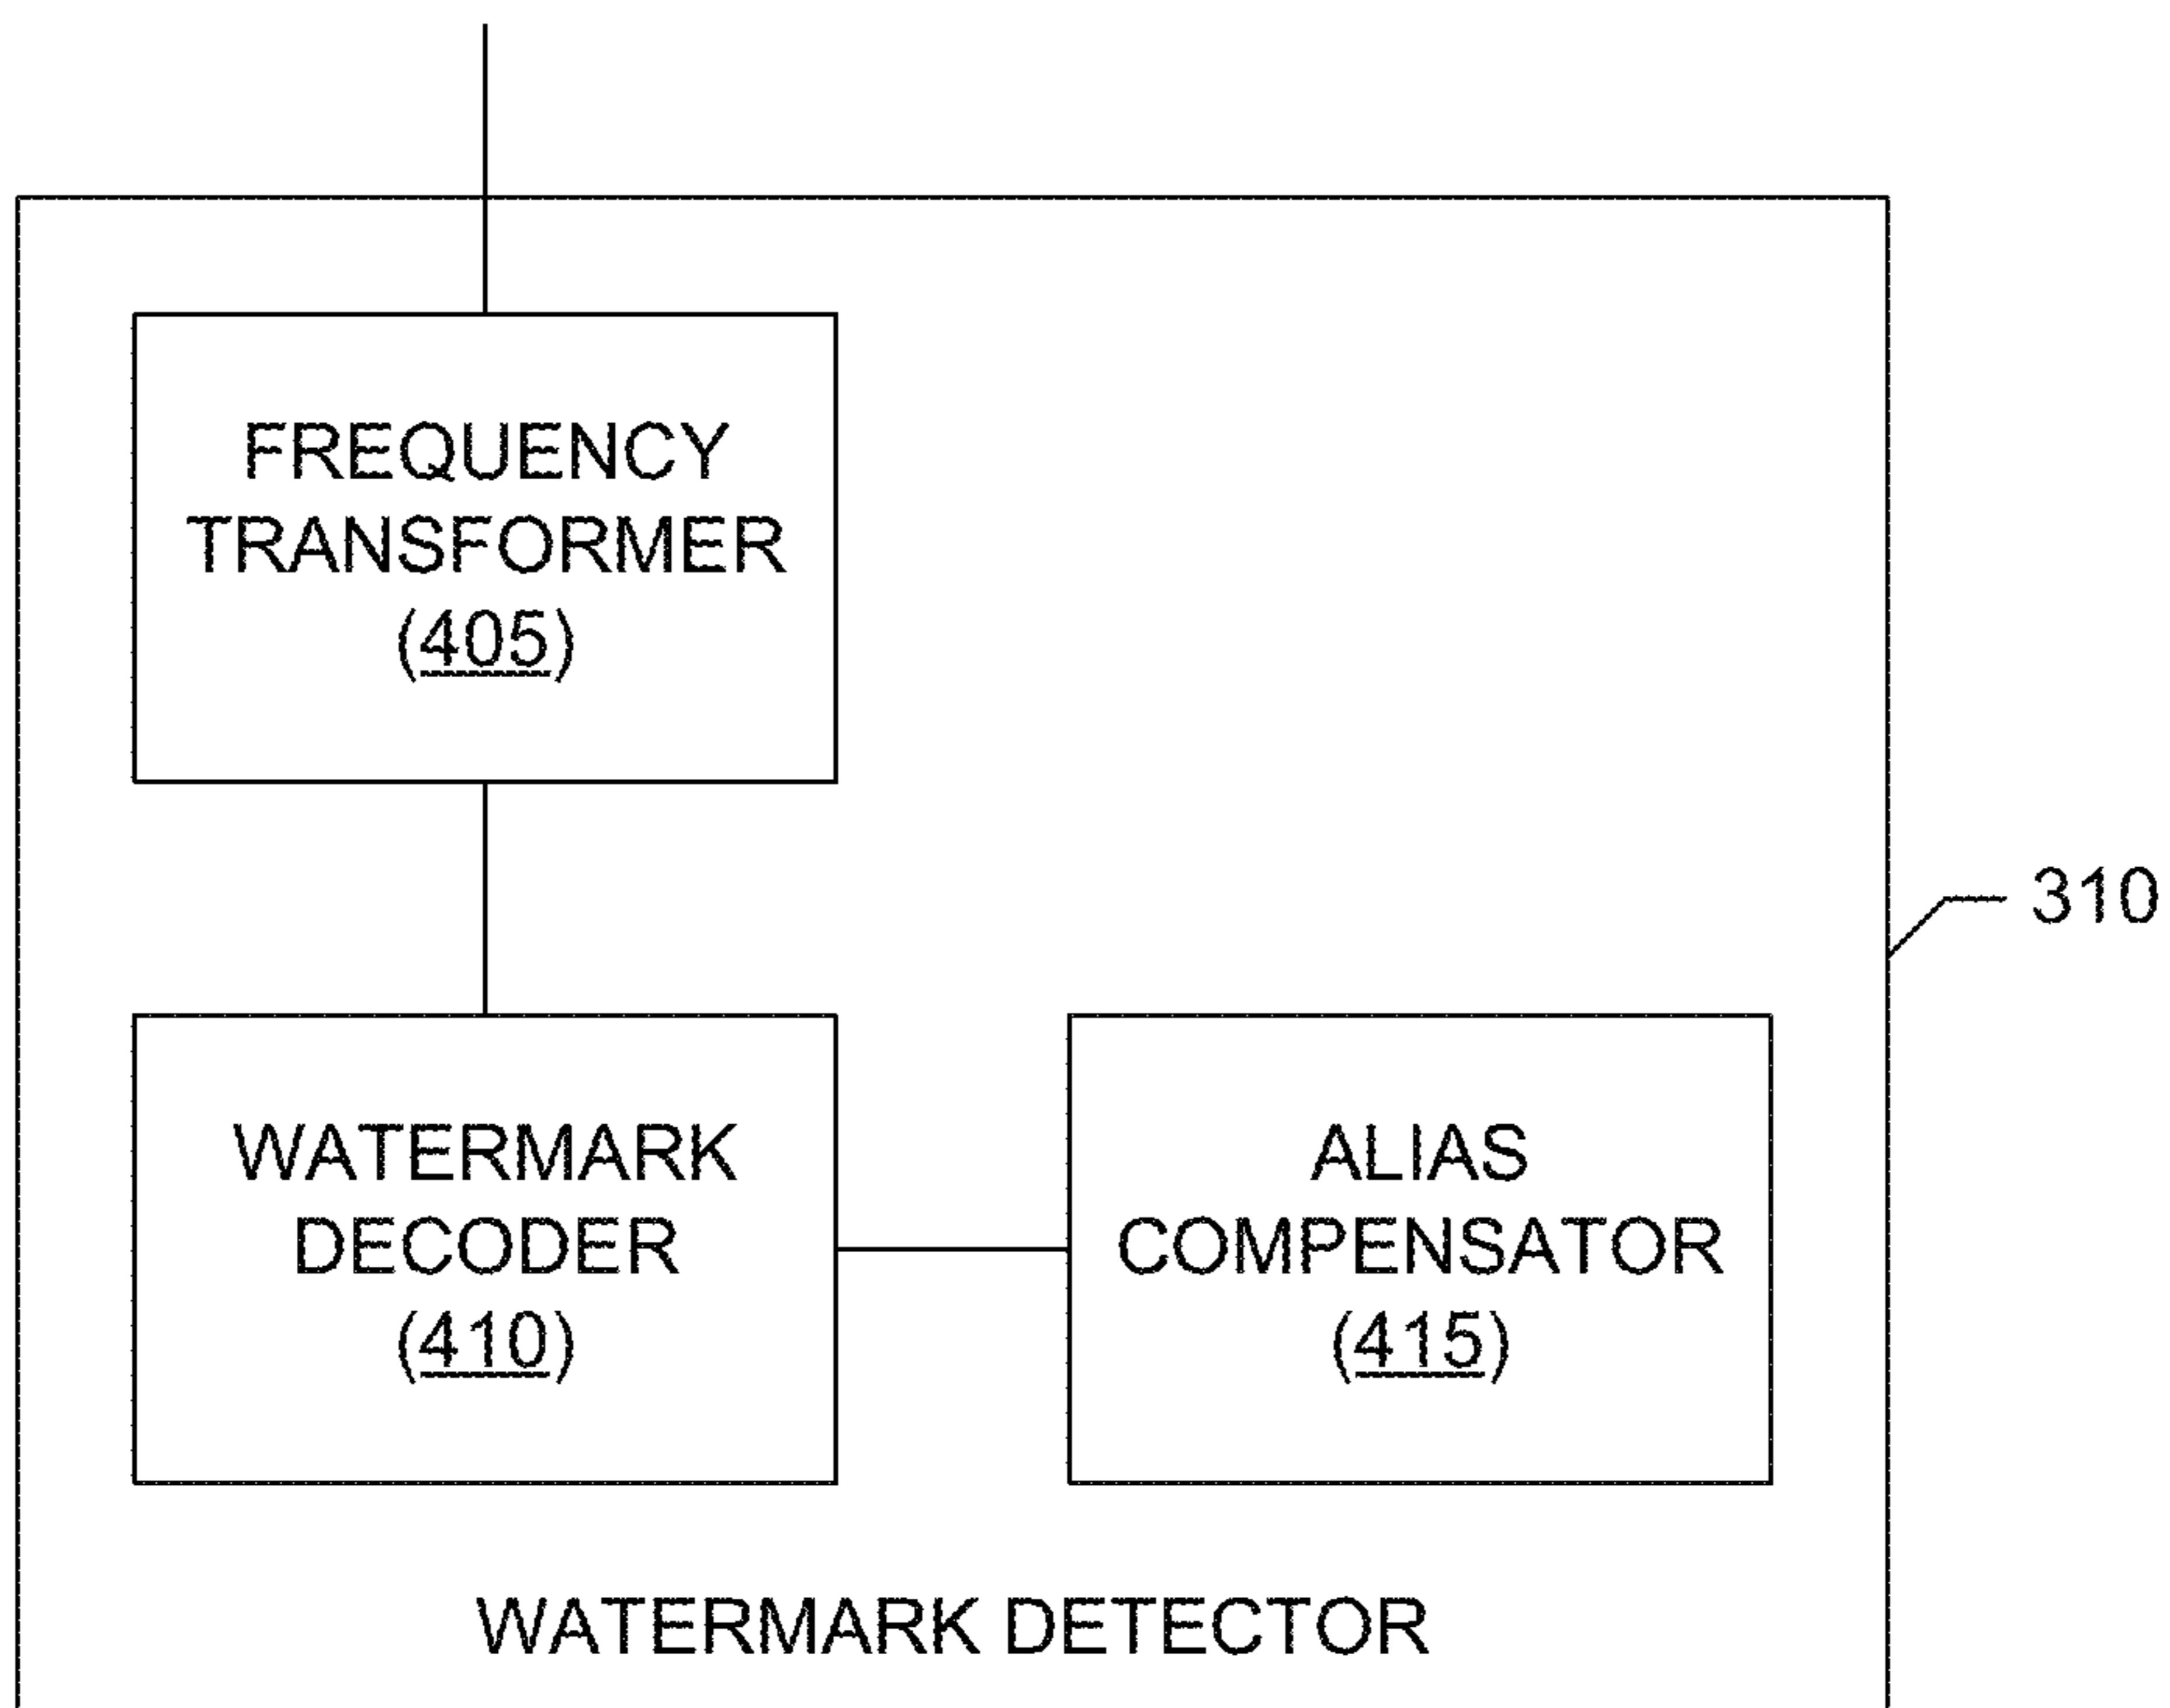 FREQUENCY
TRANSFORMER
(405)
310
WATERMARK
DECODER
(410)
ALIAS
COMPENSATOR
(415)
WATERMARK DETECTOR